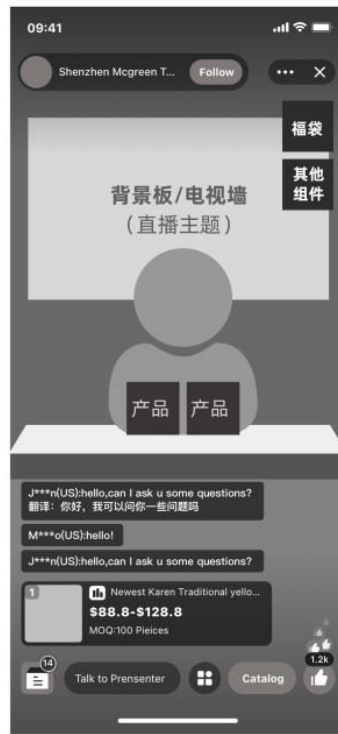 09:41
Shenzhen Mcgreen T...
Follow
福袋
其他
组件
背景板/电视墙
(直播主题)
产品
产品
J***n(US):hello,can I ask u some questions?
翻译：你好，我可以问你一些问题吗
M***o(US):hello!
J***n(US):hello,can I ask u some questions?
1
Newest Karen Traditional yello...
$88.8-$128.8
MOQ:100 Pieices
1.2k
14
Talk to Prensenter
Catalog